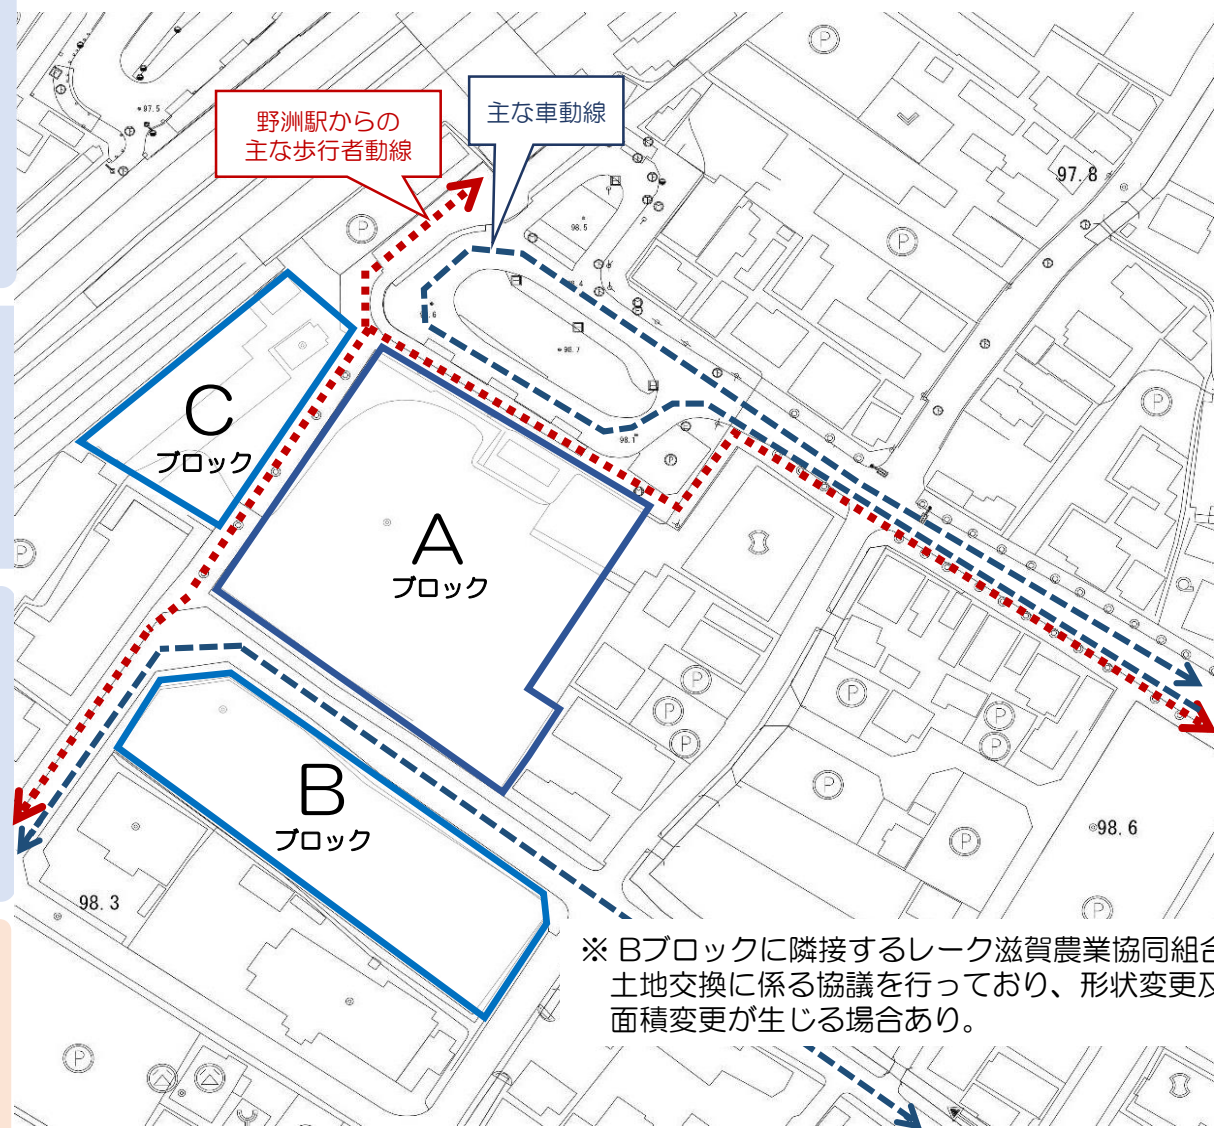 野洲駅からの
主な歩行者動線
主な車動線
97.5
P
97.8
P
P
98.5
98.7
98.1
P
P
C
ブロック
A
ブロック
P
P
P
P
P
P
P
P
P
P
B
ブロック
98.6
98.3
P
※ Bブロックに隣接するレーク滋賀農業協同組合
土地交換に係る協議を行っており、形状変更及
面積変更が生じる場合あり。
P